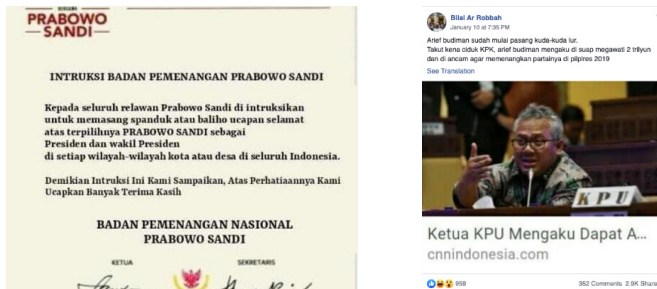 BERSAMA
PRABOWO
—SANDI—
INTRUKSI BADAN PEMENANGAN PRABOWO SANDI
Kepada seluruh relawan Prabowo Sandi di intruksikan
untuk memasang spanduk atau baliho ucapan selamat
atas terpilihnya PRABOWO SANDI sebagai
Presiden dan wakil Presiden
di setiap wilayah-wilayah kota atau desa di seluruh Indonesia.
Demikian Intruksi Ini Kami Sampaikan, Atas Perhatiaannya Kami
Ucapkan Banyak Terima Kasih
BADAN PEMENANGAN NASIONAL
PRABOWO SANDI
KETUA
SEKRETARIS
Bilal Ar Robbah
January 10 at 7:35 PM
Arief budiman sudah mulai pasang kuda-kuda lur.
Takut kena ciduk KPK, arief budiman mengaku di suap megawati 2 trilyun
dan di ancam agar memenangkan partainya di pilpires 2019
See Translation
KPU
Ketua KPU Mengaku Dapat A...
cnnindonesia.com
959
352 Comments 2.9K Share